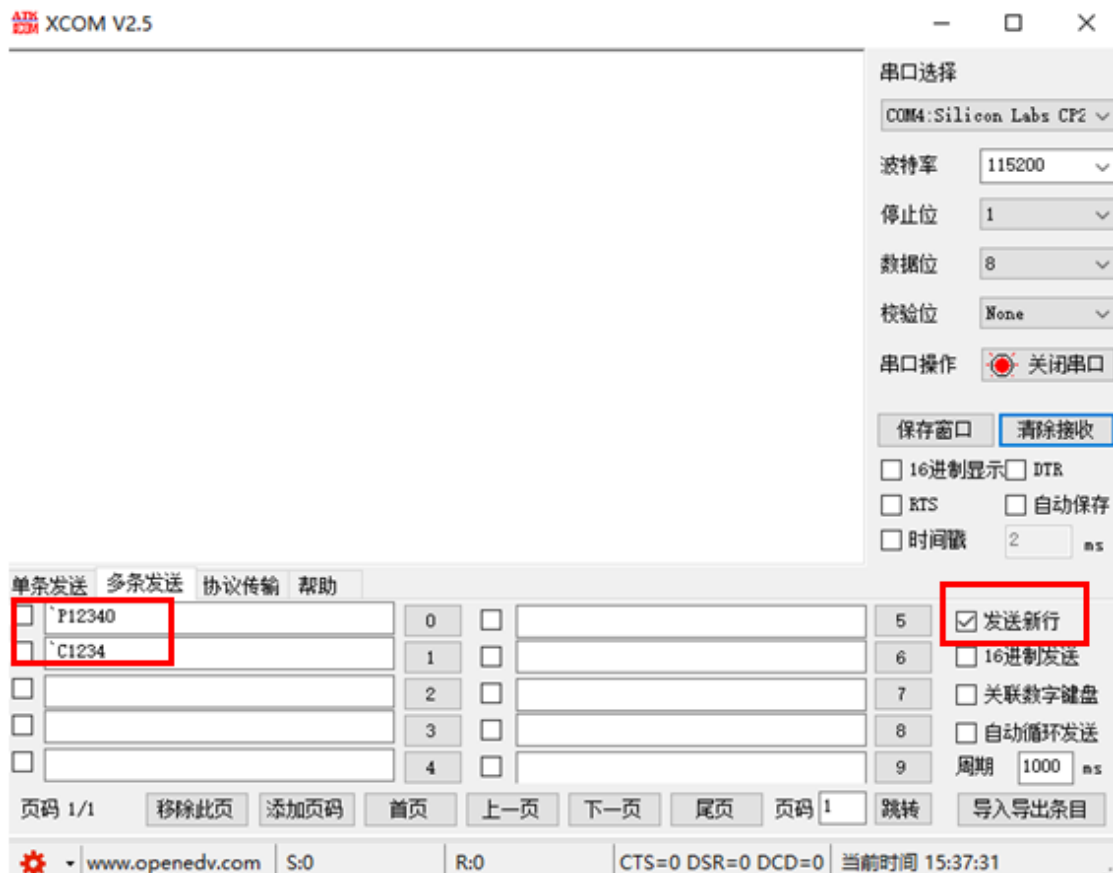 ATK XCOM XCOM V2.5
串口选择
COM4:Silicon Labs CP2
波特率 115200
停止位 1
数据位 8
校验位 None
串口操作 关闭串口
保存窗口 清除接收
16进制显示 DTR
RTS 自动保存
时间戳 2 ms
单条发送 多条发送 协议传输 帮助
`P12340 0 5 发送新行
`C1234 1 6 16进制发送
2 7 关联数字键盘
3 8 自动循环发送
4 9 周期 1000 ms
页码 1/1 移除此页 添加页码 首页 上一页 下一页 尾页 页码 1 跳转 导入导出条目
www.openedv.com S:0 R:0 CTS=0 DSR=0 DCD=0 当前时间 15:37:31